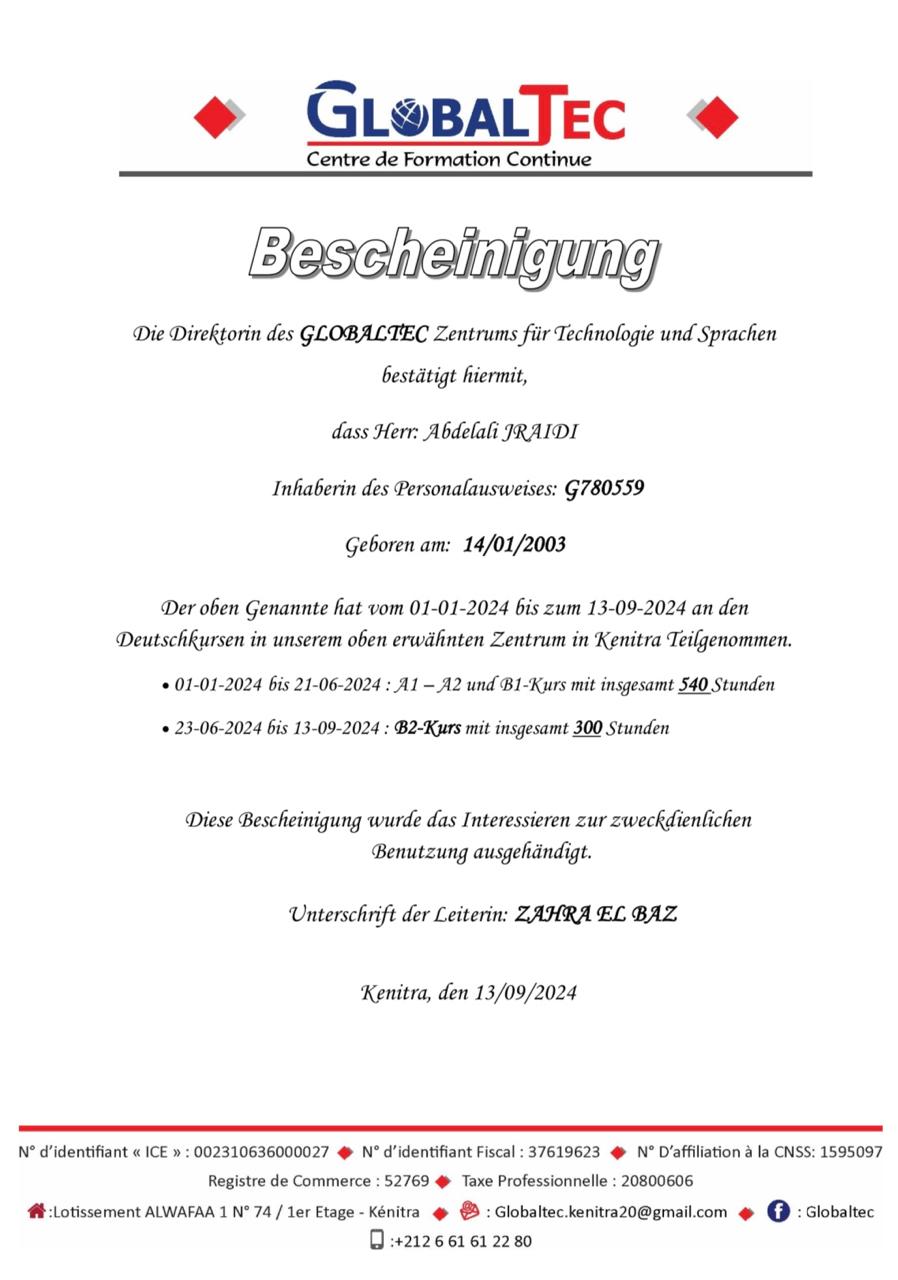 GLOBALTEC
Centre de Formation Continue
Bescheinigung
Die Direktorin des GLOBALTEC Zentrums für Technologie und Sprachen
bestätigt hiermit,
dass Herr: Abdelali JRAIDI
Inhaberin des Personalausweises: G780559
Geboren am: 14/01/2003
Der oben Genannte hat vom 01-01-2024 bis zum 13-09-2024 an den
Deutschkursen in unserem oben erwähnten Zentrum in Kenitra Teilgenommen.
• 01-01-2024 bis 21-06-2024 : A1 – A2 und B1-Kurs mit insgesamt 540 Stunden
• 23-06-2024 bis 13-09-2024 : B2-Kurs mit insgesamt 300 Stunden
Diese Bescheinigung wurde das Interessieren zur zweckdienlichen
Benutzung ausgehändigt.
Unterschrift der Leiterin: ZAHRA EL BAZ
Kenitra, den 13/09/2024
N° d'identifiant « ICE » : 002310636000027 N° d'identifiant Fiscal : 37619623 N° D'affiliation à la CNSS: 1595097
Registre de Commerce : 52769 Taxe Professionnelle : 20800606
:Lotissement ALWAFAA 1 N° 74 / 1er Etage - Kénitra : Globaltec.kenitra20@gmail.com : Globaltec
:+212 6 61 61 22 80